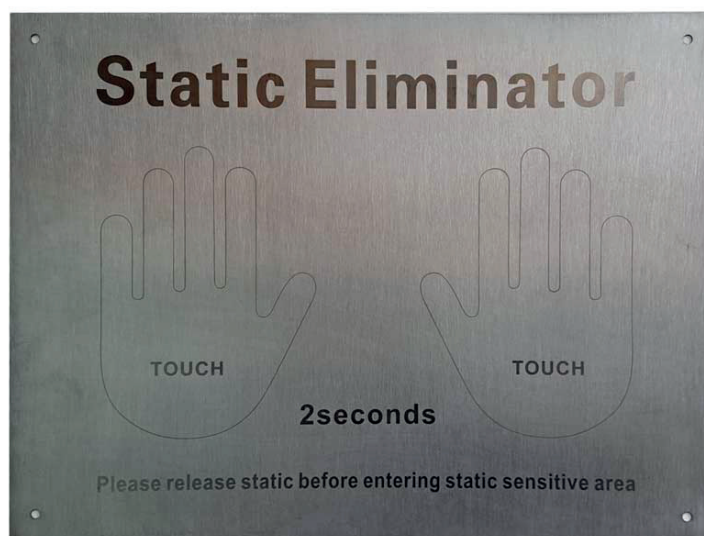 Static Eliminator
TOUCH TOUCH
2seconds
Please release static before entering static sensitive area